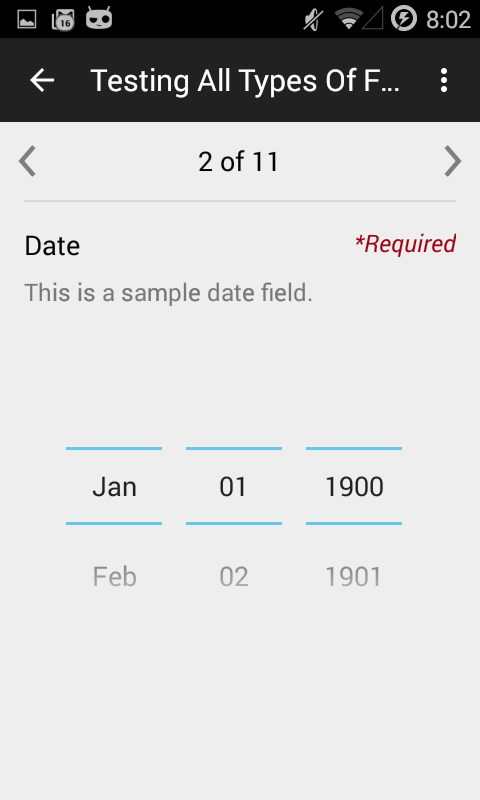 16 8:02
Testing All Types Of F...
2 of 11
Date *Required
This is a sample date field.
Jan 01 1900
Feb 02 1901